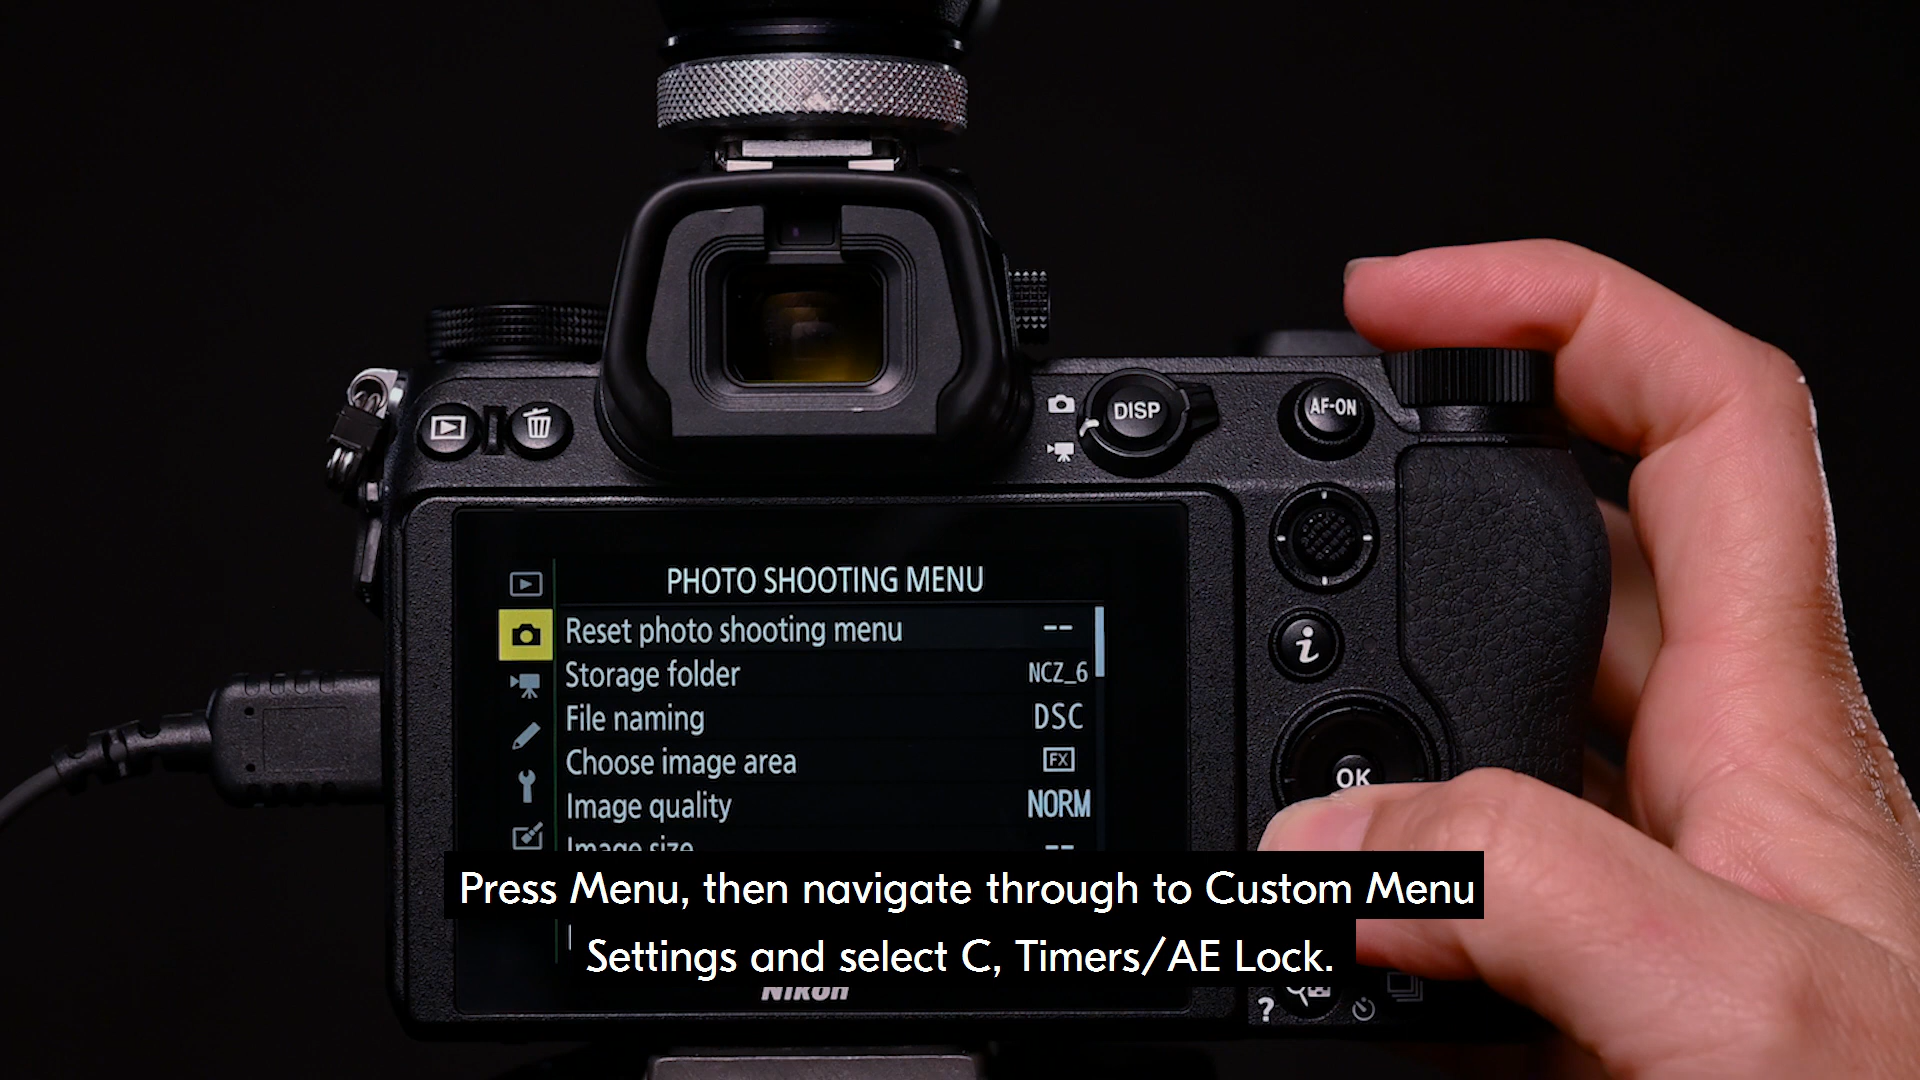 DISP
AF-ON
PHOTO SHOOTING MENU
Reset photo shooting menu --
Storage folder NCZ_6
File naming DSC
Choose image area FX
Image quality NORM
Image size --
i
OK
Press Menu, then navigate through to Custom Menu
Settings and select C, Timers/AE Lock.
Nikon
?